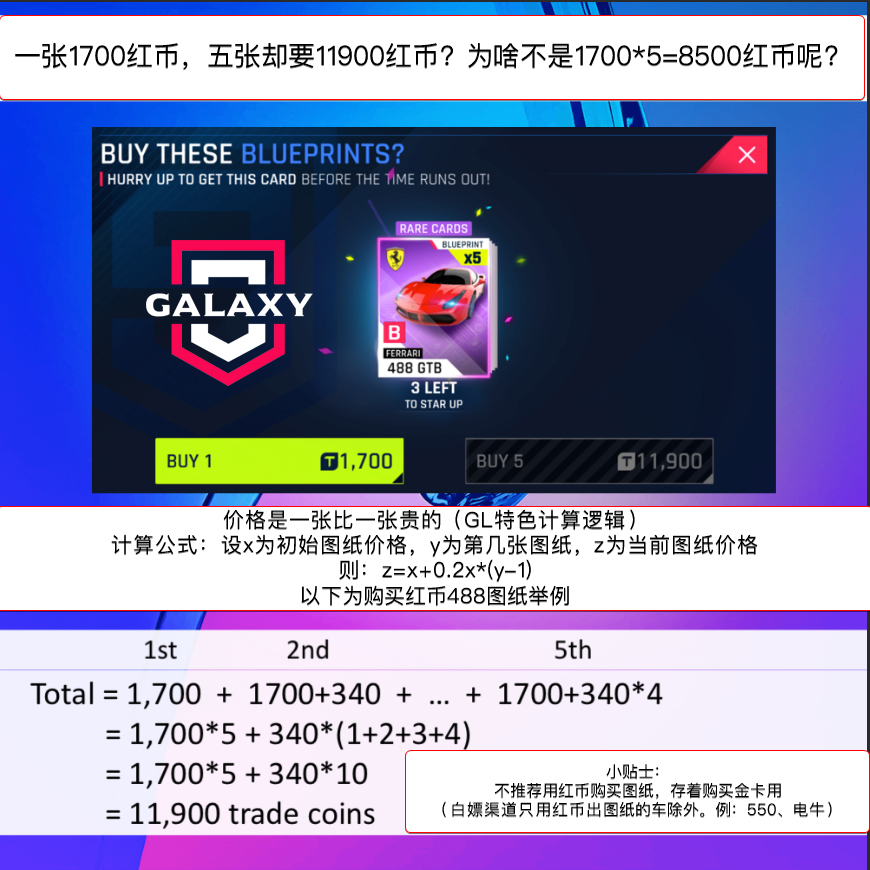 一张1700红币，五张却要11900红币？为啥不是1700*5=8500红币呢？
BUY THESE BLUEPRINTS?
HURRY UP TO GET THIS CARD BEFORE THE TIME RUNS OUT!
GALAXY
RARE CARDS
BLUEPRINT
x5
B
FERRARI
488 GTB
3 LEFT
TO STAR UP
BUY 1 T1,700
BUY 5 T11,900
价格是一张比一张贵的（GL特色计算逻辑）
计算公式：设x为初始图纸价格，y为第几张图纸，z为当前图纸价格
则：z=x+0.2x*(y-1)
以下为购买红币488图纸举例
1st 2nd 5th
Total = 1,700 + 1700+340 + ... + 1700+340*4
= 1,700*5 + 340*(1+2+3+4)
= 1,700*5 + 340*10
= 11,900 trade coins
小贴士：
不推荐用红币购买图纸，存着购买金卡用
（白嫖渠道只用红币出图纸的车除外。例：550、电牛）